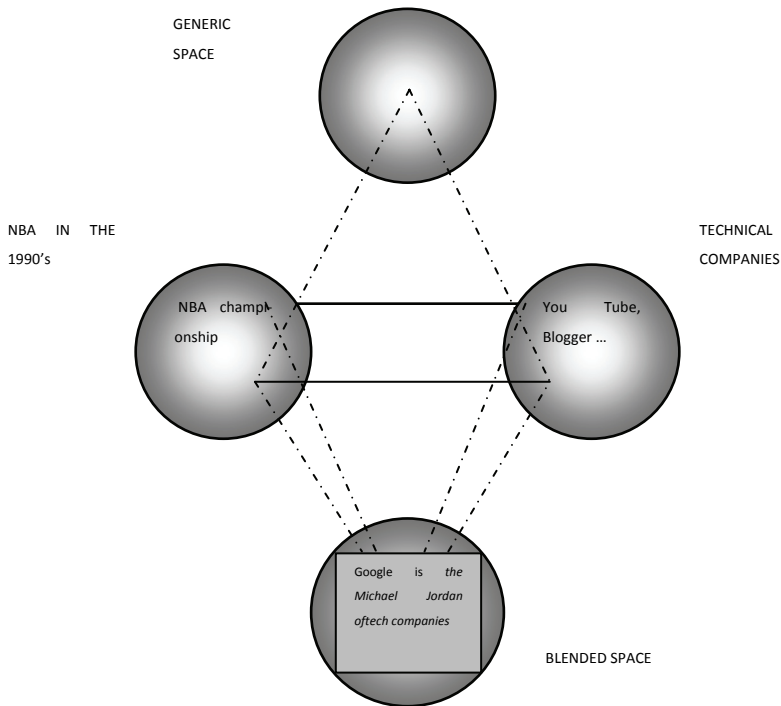 GENERIC
SPACE
NBA IN THE
1990's
TECHNICAL
COMPANIES
NBA champi-
onship
You Tube,
Blogger ...
Google is the
Michael Jordan
oftech companies
BLENDED SPACE